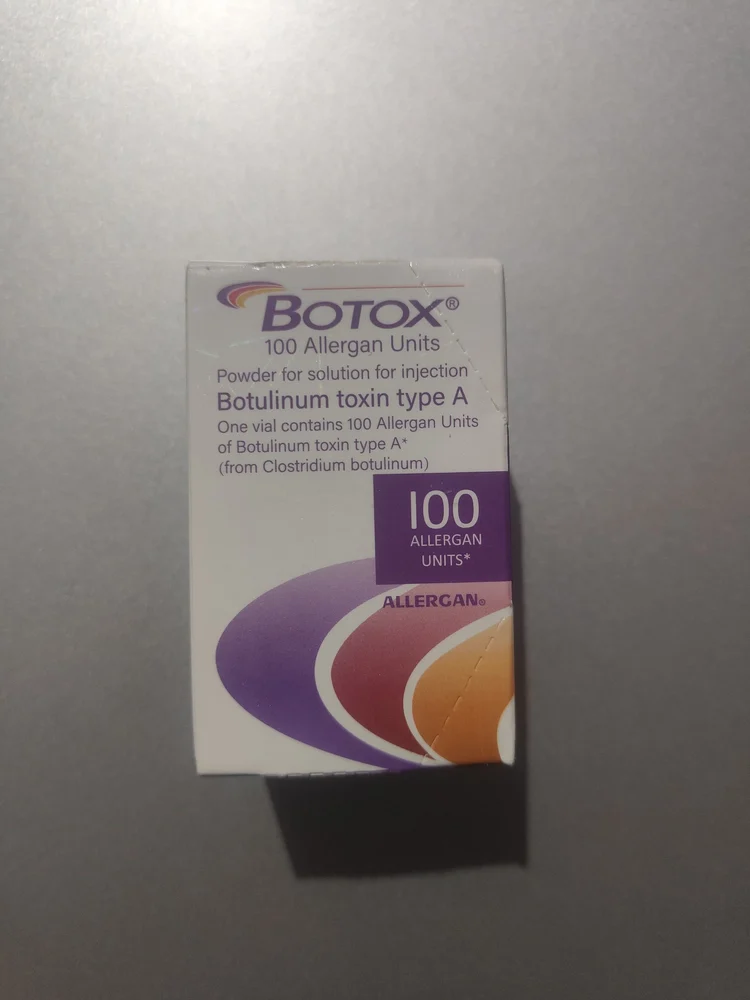 BOTOX®
100 Allergan Units
Powder for solution for injection
Botulinum toxin type A
One vial contains 100 Allergan Units
of Botulinum toxin type A*
(from Clostridium botulinum)
100
ALLERGAN
UNITS*
ALLERGAN®